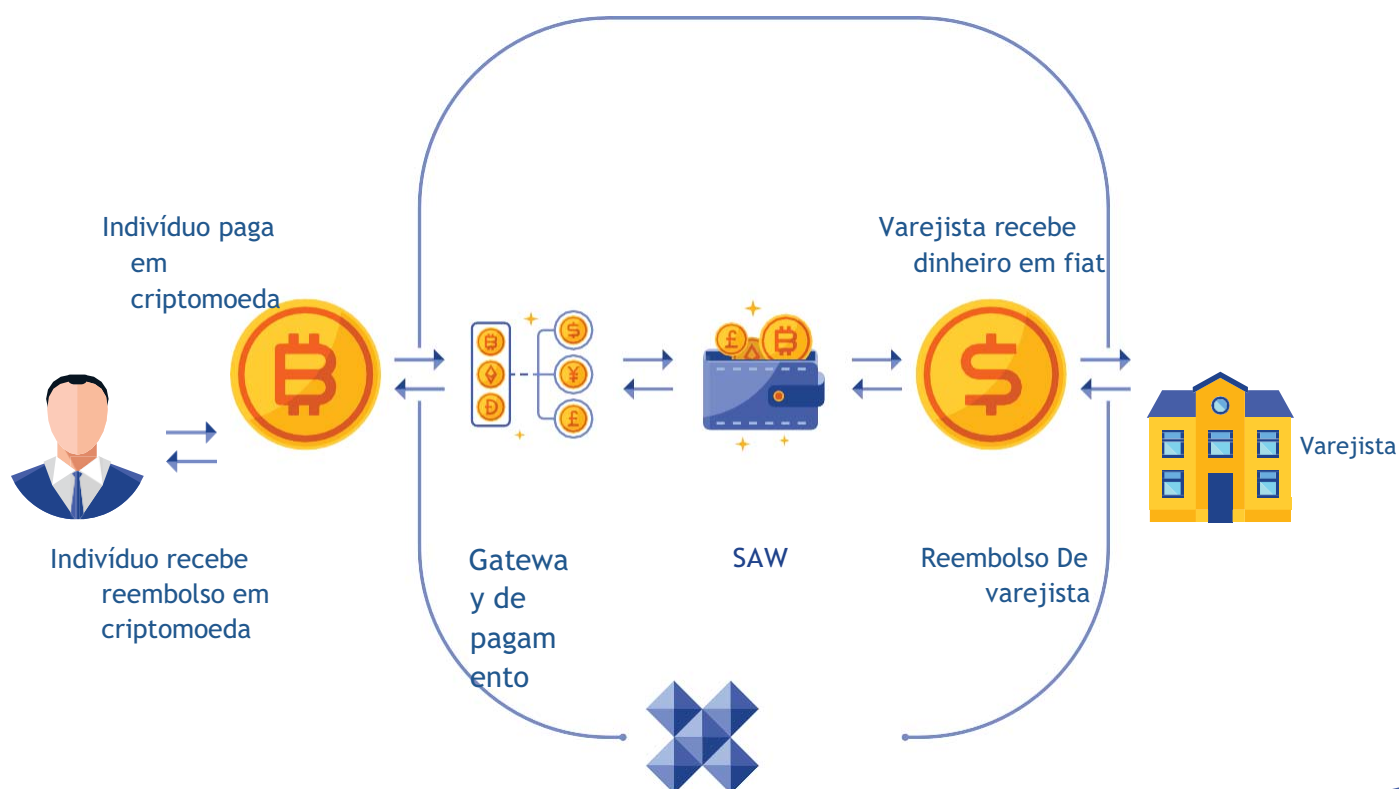 Indivíduo paga
em
criptomoeda
Varejista recebe
dinheiro em fiat
Varejista
Indivíduo recebe
reembolso em
criptomoeda
Gatewa
y de
pagam
ento
SAW
Reembolso De
varejista